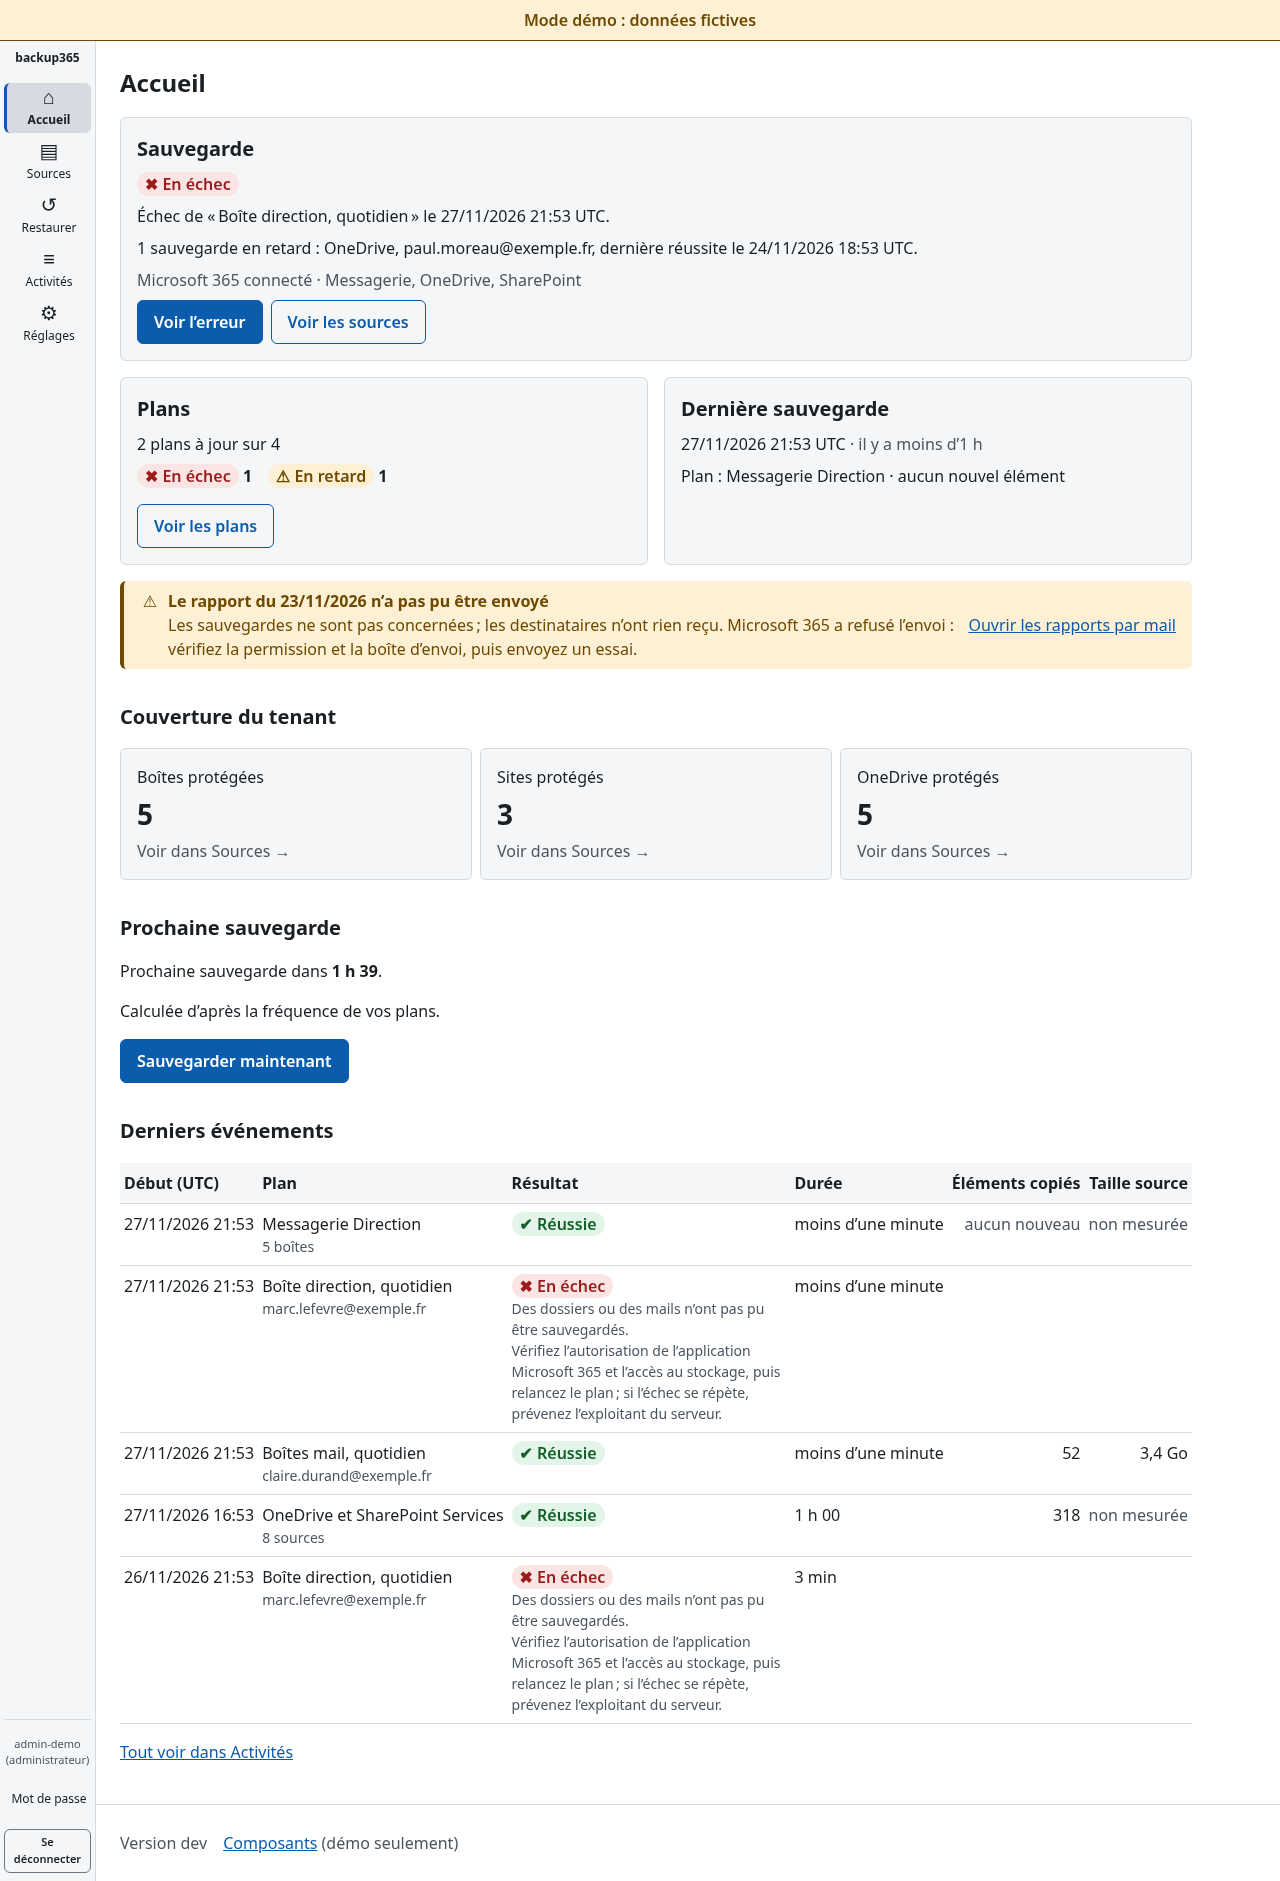 Mode démo : données fictives
backup365
Accueil
Sources
Restaurer
Activités
Réglages
Accueil
Sauvegarde
✖ En échec
Échec de « Boîte direction, quotidien » le 27/11/2026 21:53 UTC.
1 sauvegarde en retard : OneDrive, paul.moreau@exemple.fr, dernière réussite le 24/11/2026 18:53 UTC.
Microsoft 365 connecté · Messagerie, OneDrive, SharePoint
Voir l’erreur Voir les sources
Plans
2 plans à jour sur 4
✖ En échec 1 ⚠ En retard 1
Voir les plans
Dernière sauvegarde
27/11/2026 21:53 UTC · il y a moins d’1 h
Plan : Messagerie Direction · aucun nouvel élément
⚠ Le rapport du 23/11/2026 n’a pas pu être envoyé
Les sauvegardes ne sont pas concernées ; les destinataires n’ont rien reçu. Microsoft 365 a refusé l’envoi :
vérifiez la permission et la boîte d’envoi, puis envoyez un essai.
Ouvrir les rapports par mail
Couverture du tenant
Boîtes protégées
5
Voir dans Sources →
Sites protégés
3
Voir dans Sources →
OneDrive protégés
5
Voir dans Sources →
Prochaine sauvegarde
Prochaine sauvegarde dans 1 h 39.
Calculée d’après la fréquence de vos plans.
Sauvegarder maintenant
Derniers événements
Début (UTC) Plan Résultat Durée Éléments copiés Taille source
27/11/2026 21:53 Messagerie Direction ✔ Réussie moins d’une minute aucun nouveau non mesurée
5 boîtes
27/11/2026 21:53 Boîte direction, quotidien ✖ En échec moins d’une minute
marc.lefevre@exemple.fr Des dossiers ou des mails n’ont pas pu
être sauvegardés.
Vérifiez l’autorisation de l’application
Microsoft 365 et l’accès au stockage, puis
relancez le plan ; si l’échec se répète,
prévenez l’exploitant du serveur.
27/11/2026 21:53 Boîtes mail, quotidien ✔ Réussie moins d’une minute 52 3,4 Go
claire.durand@exemple.fr
27/11/2026 16:53 OneDrive et SharePoint Services ✔ Réussie 1 h 00 318 non mesurée
8 sources
26/11/2026 21:53 Boîte direction, quotidien ✖ En échec 3 min
marc.lefevre@exemple.fr Des dossiers ou des mails n’ont pas pu
être sauvegardés.
Vérifiez l’autorisation de l’application
Microsoft 365 et l’accès au stockage, puis
relancez le plan ; si l’échec se répète,
prévenez l’exploitant du serveur.
Tout voir dans Activités
admin-demo
(administrateur)
Mot de passe
Se
déconnecter
Version dev Composants (démo seulement)